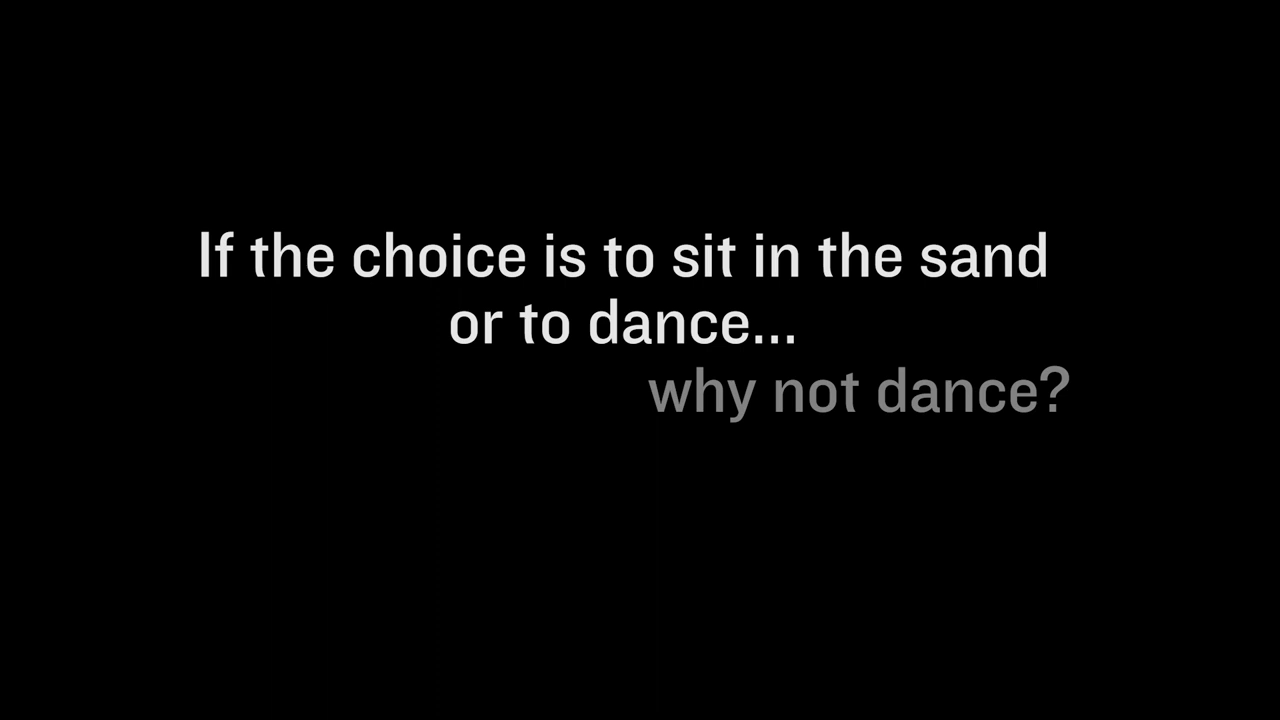 If the choice is to sit in the sand
or to dance...
why not dance?